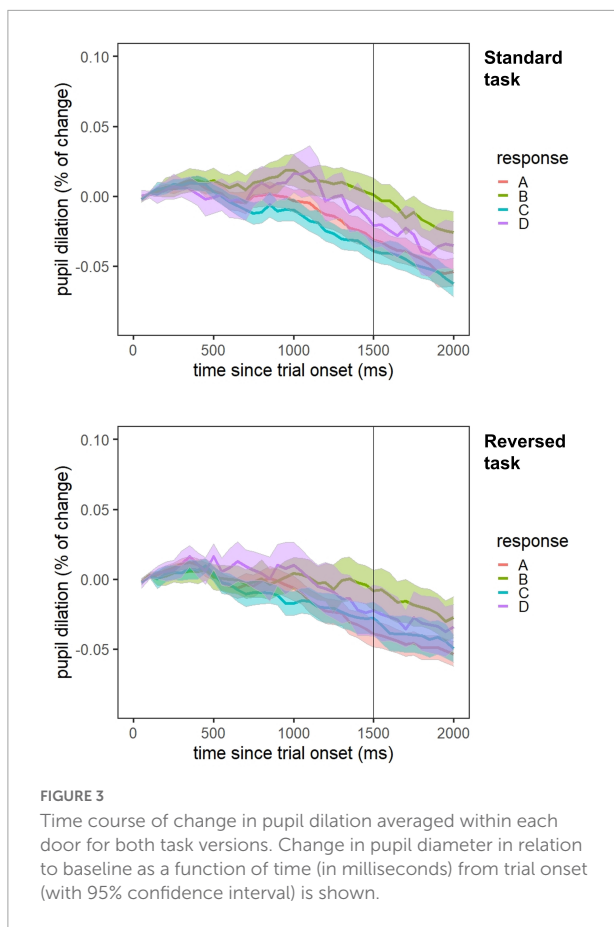 Standard
task
0.10
0.05
0.00
-0.05
pupil dilation (% of change)
0
500
1000
1500
2000
time since trial onset (ms)
response
A
B
C
D
Reversed
task
0.10
0.05
0.00
-0.05
pupil dilation (% of change)
0
500
1000
1500
2000
time since trial onset (ms)
response
A
B
C
D
FIGURE 3
Time course of change in pupil dilation averaged within each
door for both task versions. Change in pupil diameter in relation
to baseline as a function of time (in milliseconds) from trial onset
(with 95% confidence interval) is shown.